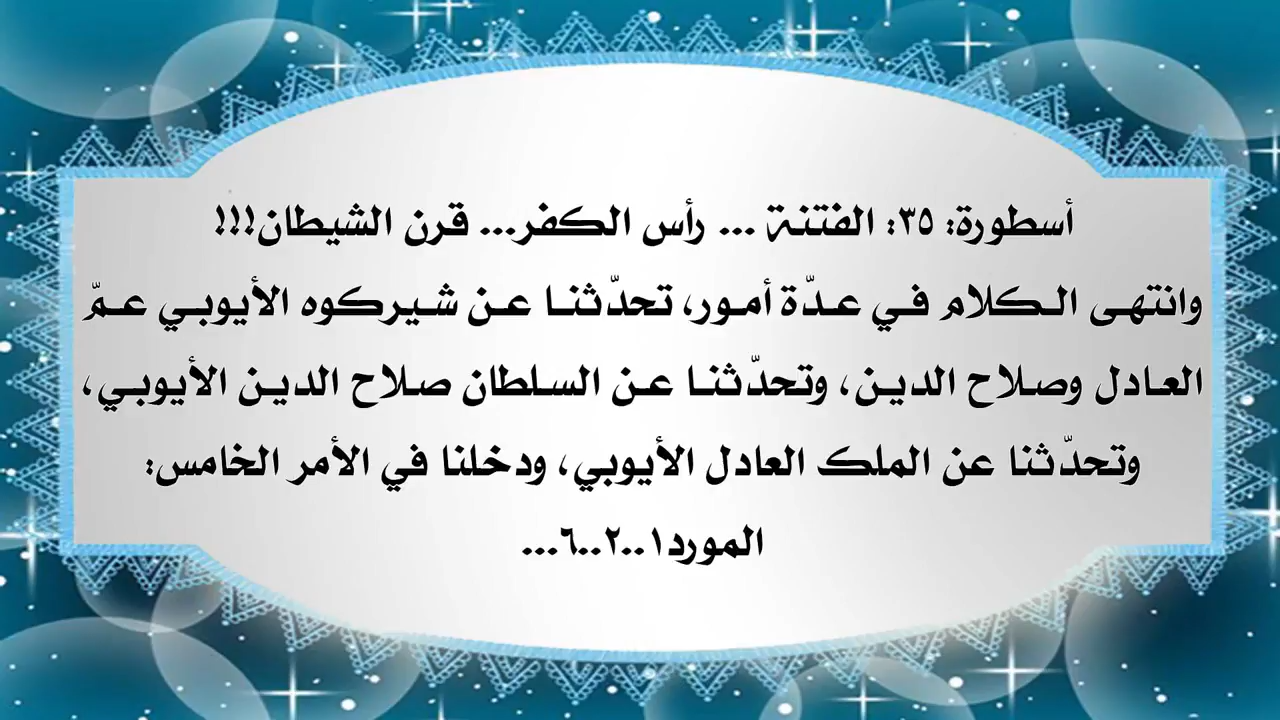 أسطورة: ٣٥: الفتنة ... رأس الكفر... قرن الشيطان!!!
وانتهى الكلام في عدّة أمور، تحدّثنا عن شيركوه الأيوبي عمّ
العادل وصلاح الدين، وتحدّثنا عن السلطان صلاح الدين الأيوبي،
وتحدّثنا عن الملك العادل الأيوبي، ودخلنا في الأمر الخامس:
المورد١..٢..٦...